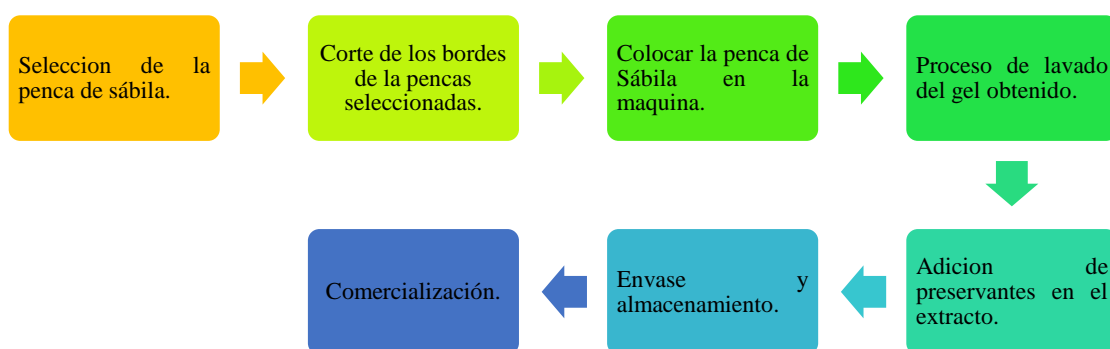 Seleccion de la
penca de sábila.
Corte de los bordes
de la pencas
seleccionadas.
Colocar la penca de
Sábila en la
maquina.
Proceso de lavado
del gel obtenido.
Adicion de
preservantes en el
extracto.
Envase y
almacenamiento.
Comercialización.